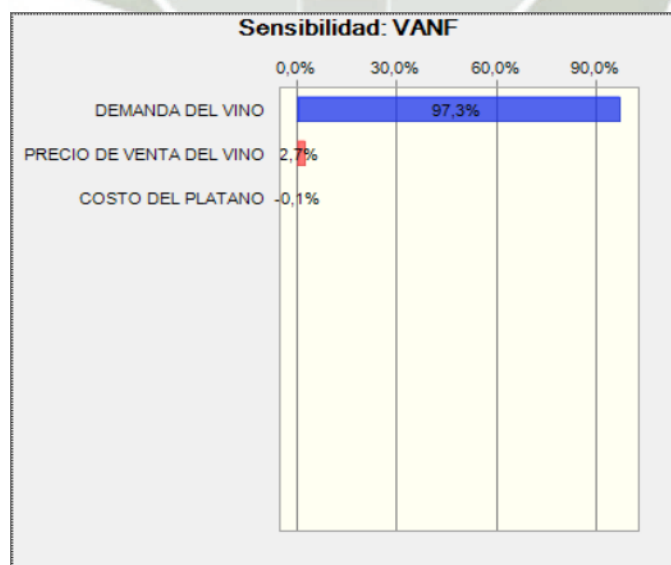 Sensibilidad: VANF
0,0% 30,0% 60,0% 90,0%
DEMANDA DEL VINO 97,3%
PRECIO DE VENTA DEL VINO 2,7%
COSTO DEL PLATANO -0,1%